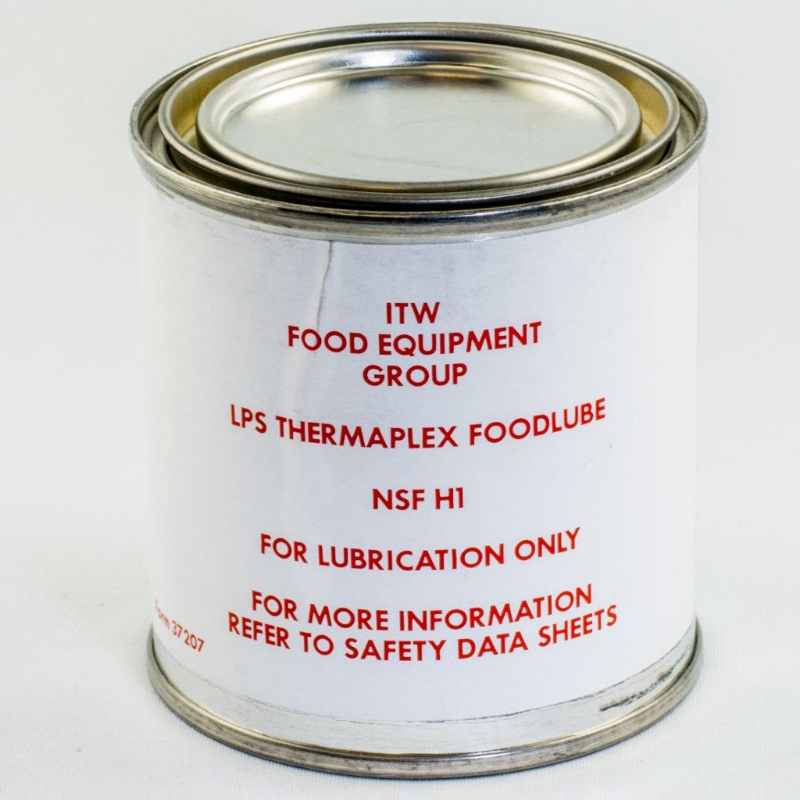 ITW
FOOD EQUIPMENT
GROUP
LPS THERMAPLEX FOODLUBE
NSF H1
FOR LUBRICATION ONLY
FOR MORE INFORMATION
REFER TO SAFETY DATA SHEETS
Form 37207